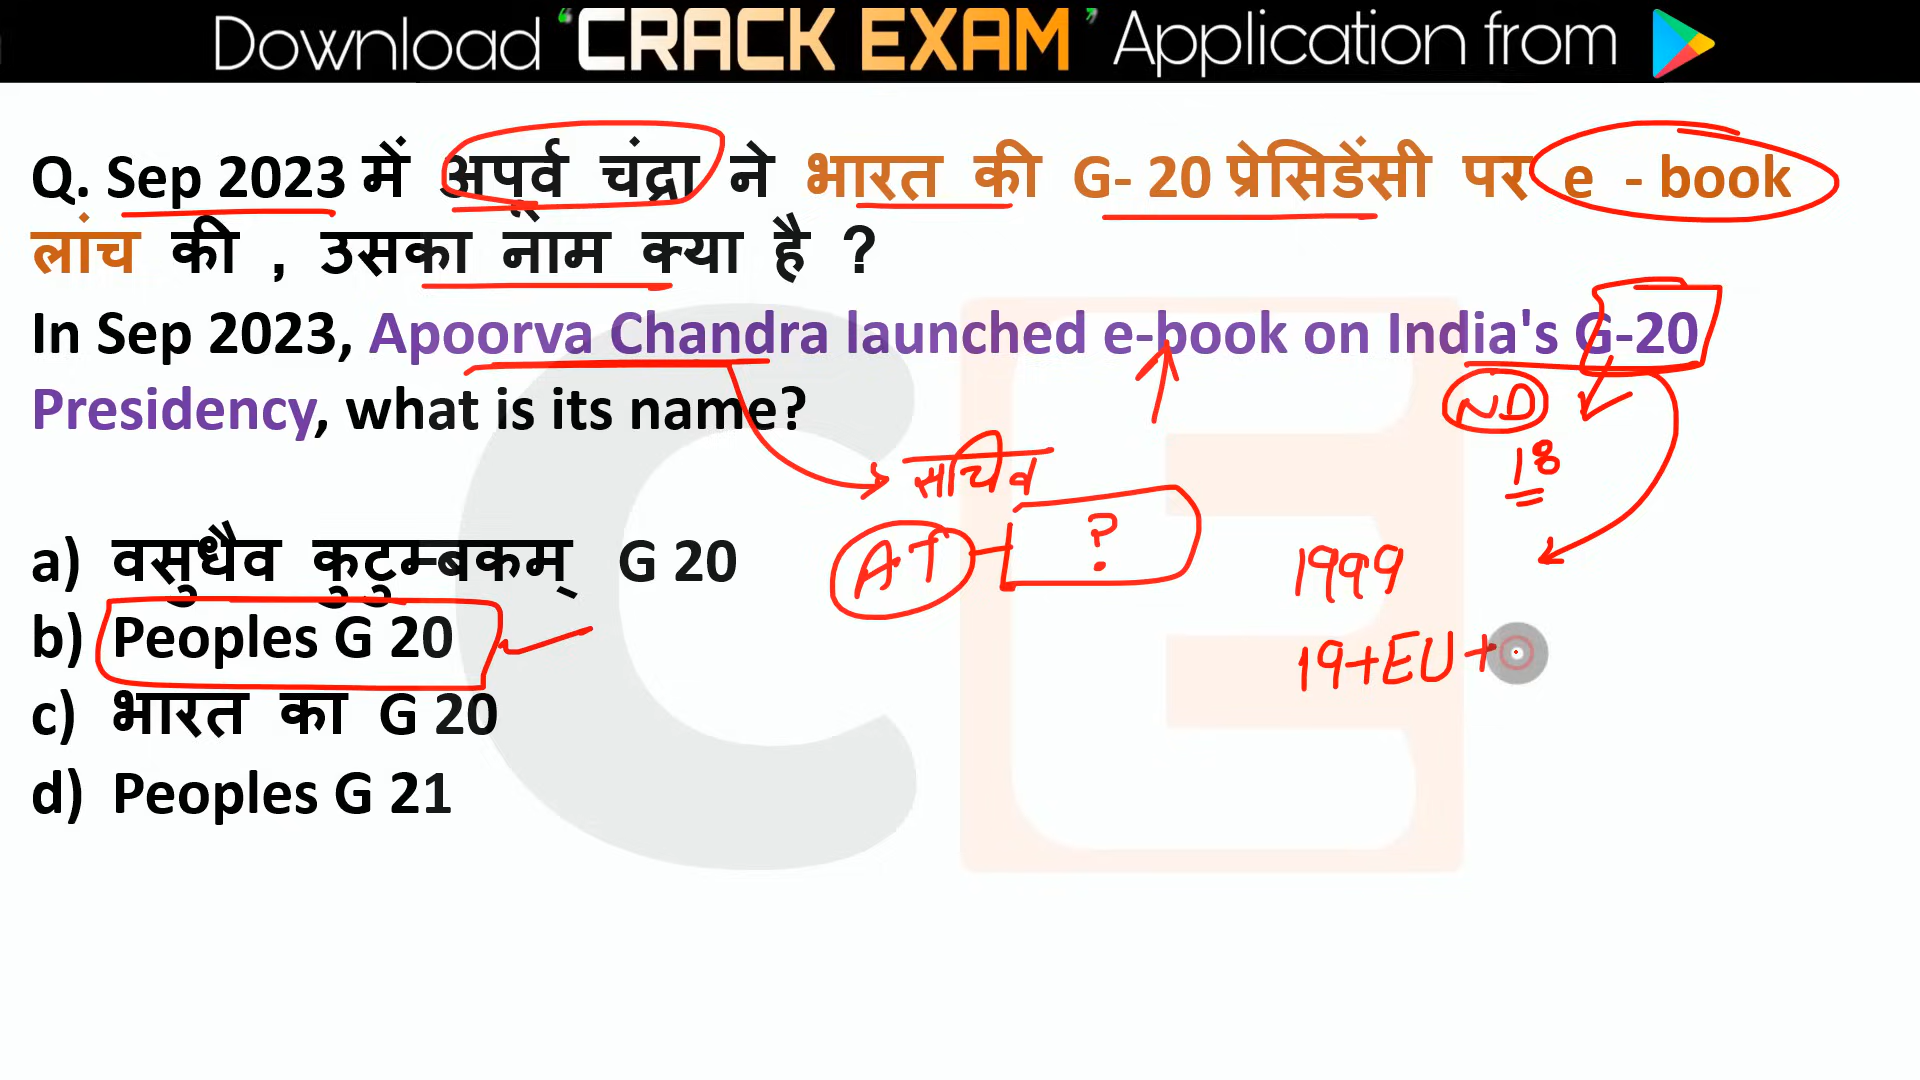 Download ‘CRACK EXAM’ Application from
Q. Sep 2023 में अपूर्व चंद्रा ने भारत की G- 20 प्रेसिडेंसी पर e - book
लांच की , उसका नाम क्या है ?
In Sep 2023, Apoorva Chandra launched e-book on India's G-20
Presidency, what is its name?
ND
18
सचिव
a) वसुधैव कुटुम्बकम् G 20
AT
?
1999
b) Peoples G 20
19+EU+
c) भारत का G 20
d) Peoples G 21
CE